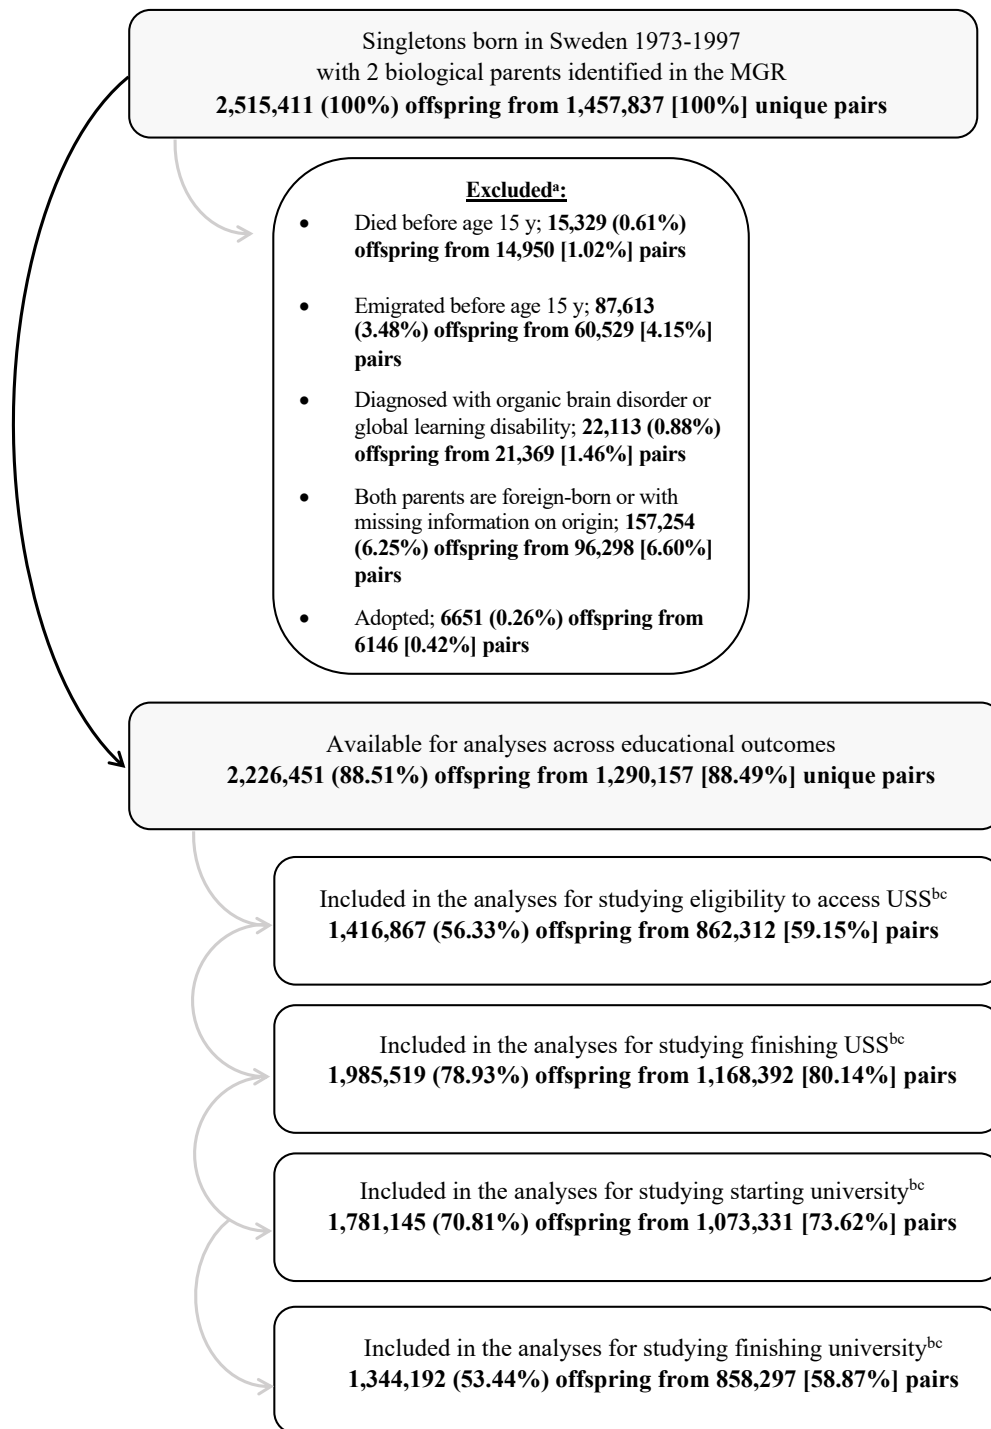 Singletons born in Sweden 1973-1997
with 2 biological parents identified in the MGR
2,515,411 (100%) offspring from 1,457,837 [100%] unique pairs
Excludedᵃ:
• Died before age 15 y; 15,329 (0.61%)
offspring from 14,950 [1.02%] pairs
• Emigrated before age 15 y; 87,613
(3.48%) offspring from 60,529 [4.15%]
pairs
• Diagnosed with organic brain disorder or
global learning disability; 22,113 (0.88%)
offspring from 21,369 [1.46%] pairs
• Both parents are foreign-born or with
missing information on origin; 157,254
(6.25%) offspring from 96,298 [6.60%]
pairs
• Adopted; 6651 (0.26%) offspring from
6146 [0.42%] pairs
Available for analyses across educational outcomes
2,226,451 (88.51%) offspring from 1,290,157 [88.49%] unique pairs
Included in the analyses for studying eligibility to access USSᵇᶜ
1,416,867 (56.33%) offspring from 862,312 [59.15%] pairs
Included in the analyses for studying finishing USSᵇᶜ
1,985,519 (78.93%) offspring from 1,168,392 [80.14%] pairs
Included in the analyses for studying starting universityᵇᶜ
1,781,145 (70.81%) offspring from 1,073,331 [73.62%] pairs
Included in the analyses for studying finishing universityᵇᶜ
1,344,192 (53.44%) offspring from 858,297 [58.87%] pairs